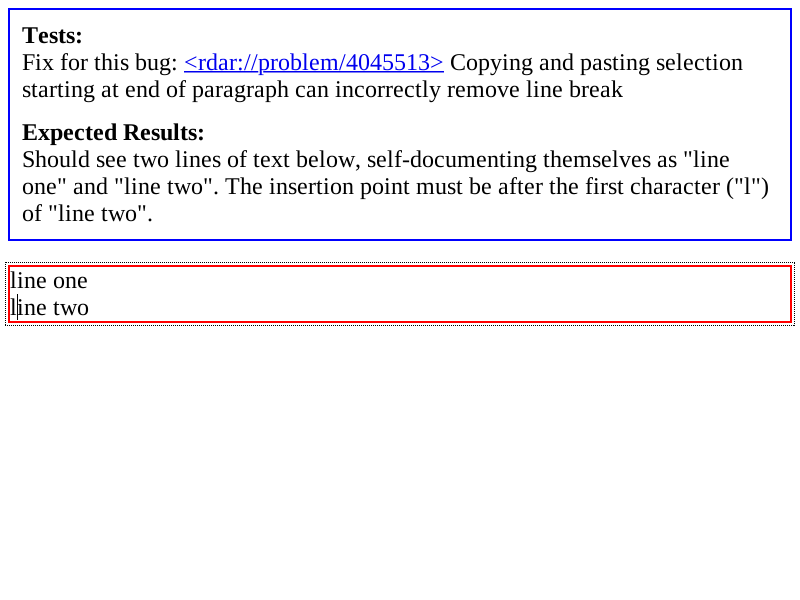 Tests:
Fix for this bug: <rdar://problem/4045513> Copying and pasting selection
starting at end of paragraph can incorrectly remove line break
Expected Results:
Should see two lines of text below, self-documenting themselves as "line
one" and "line two". The insertion point must be after the first character ("l")
of "line two".
line one
line two